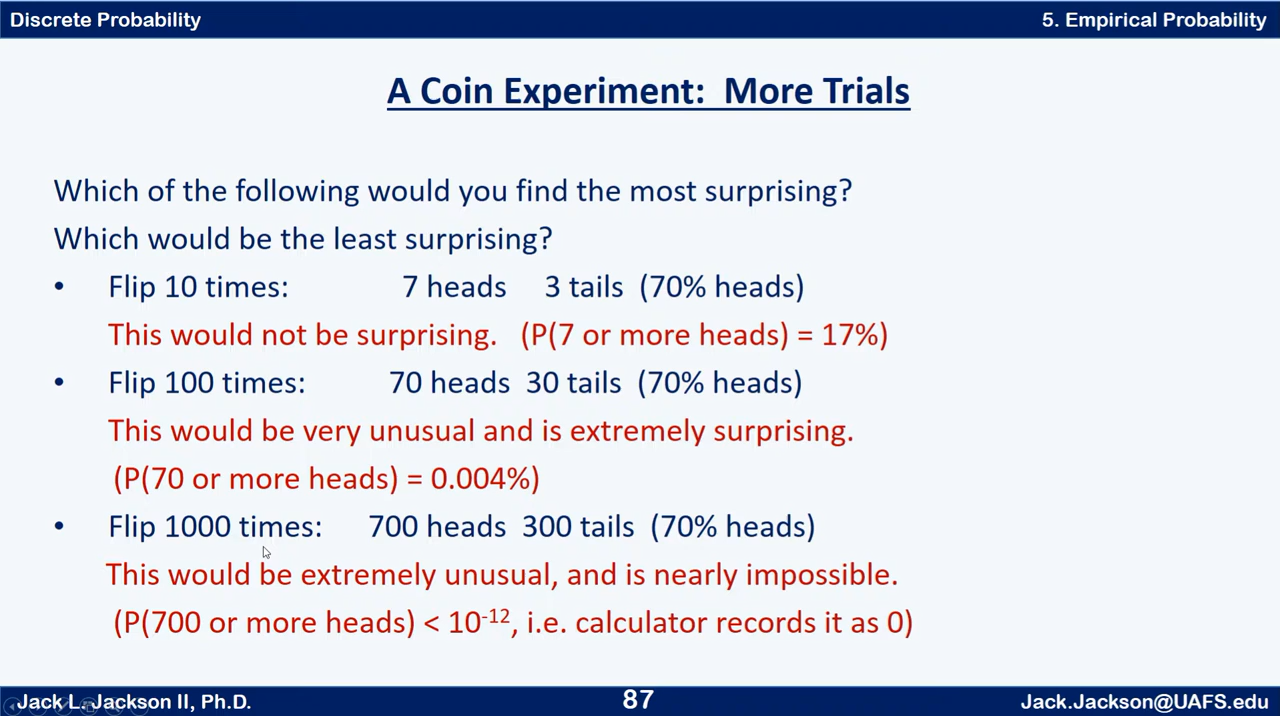 Discrete Probability 5. Empirical Probability
A Coin Experiment: More Trials
Which of the following would you find the most surprising?
Which would be the least surprising?
• Flip 10 times: 7 heads 3 tails (70% heads)
This would not be surprising. (P(7 or more heads) = 17%)
• Flip 100 times: 70 heads 30 tails (70% heads)
This would be very unusual and is extremely surprising.
(P(70 or more heads) = 0.004%)
• Flip 1000 times: 700 heads 300 tails (70% heads)
This would be extremely unusual, and is nearly impossible.
(P(700 or more heads) < 10⁻¹², i.e. calculator records it as 0)
Jack L. Jackson II, Ph.D. 87 Jack.Jackson@UAFS.edu